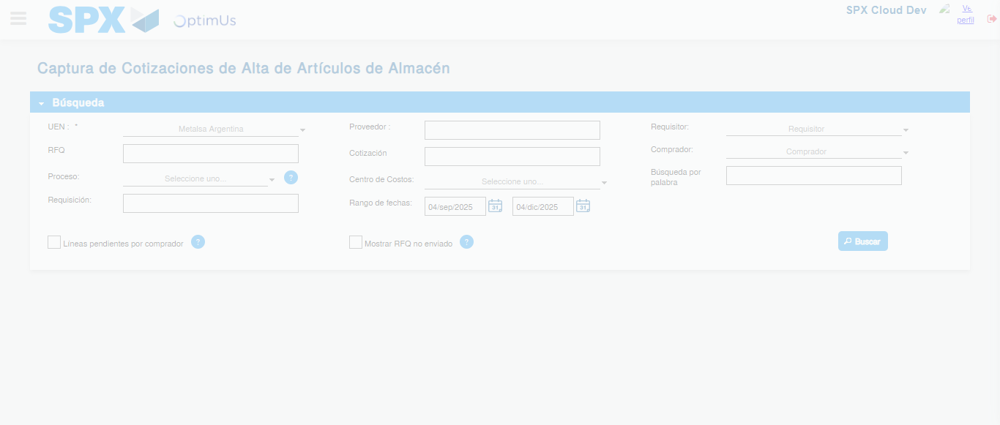 SPX OptimUs
SPX Cloud Dev
Ve
perfil
Captura de Cotizaciones de Alta de Artículos de Almacén
Búsqueda
UEN : *
Metalsa Argentina
Proveedor :
Requisitor:
Requisitor
RFQ
Cotización
Comprador:
Comprador
Proceso:
Seleccione uno...
?
Centro de Costos:
Seleccione uno...
Búsqueda por
palabra
Requisición:
Rango de fechas:
04/sep/2025
31
04/dic/2025
31
Líneas pendientes por comprador
?
Mostrar RFQ no enviado
?
Buscar